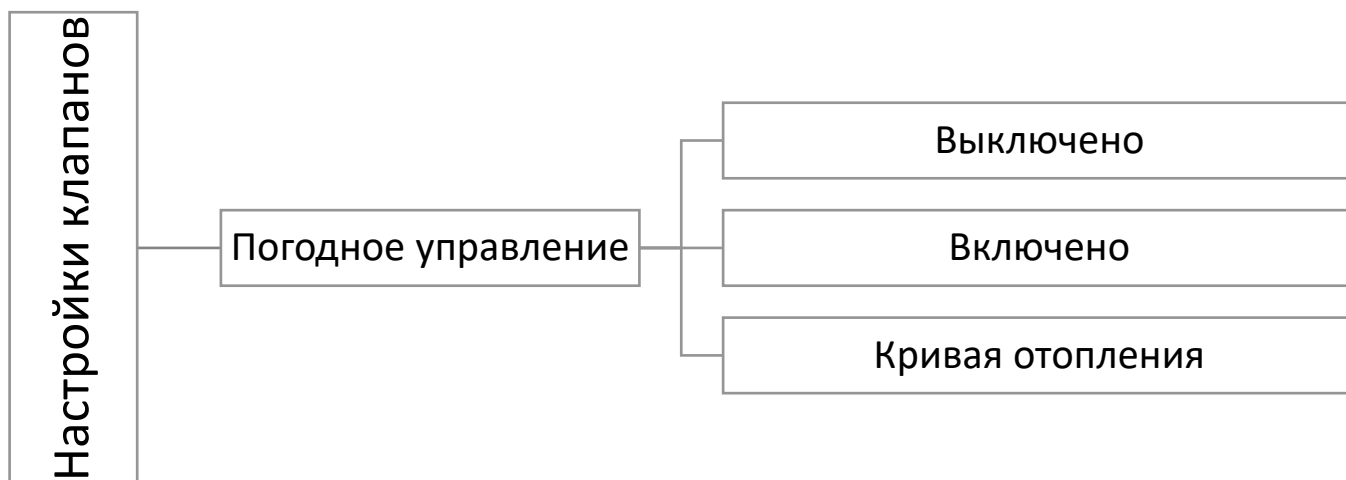 Настройки клапанов
Погодное управление
Выключено
Включено
Кривая отопления